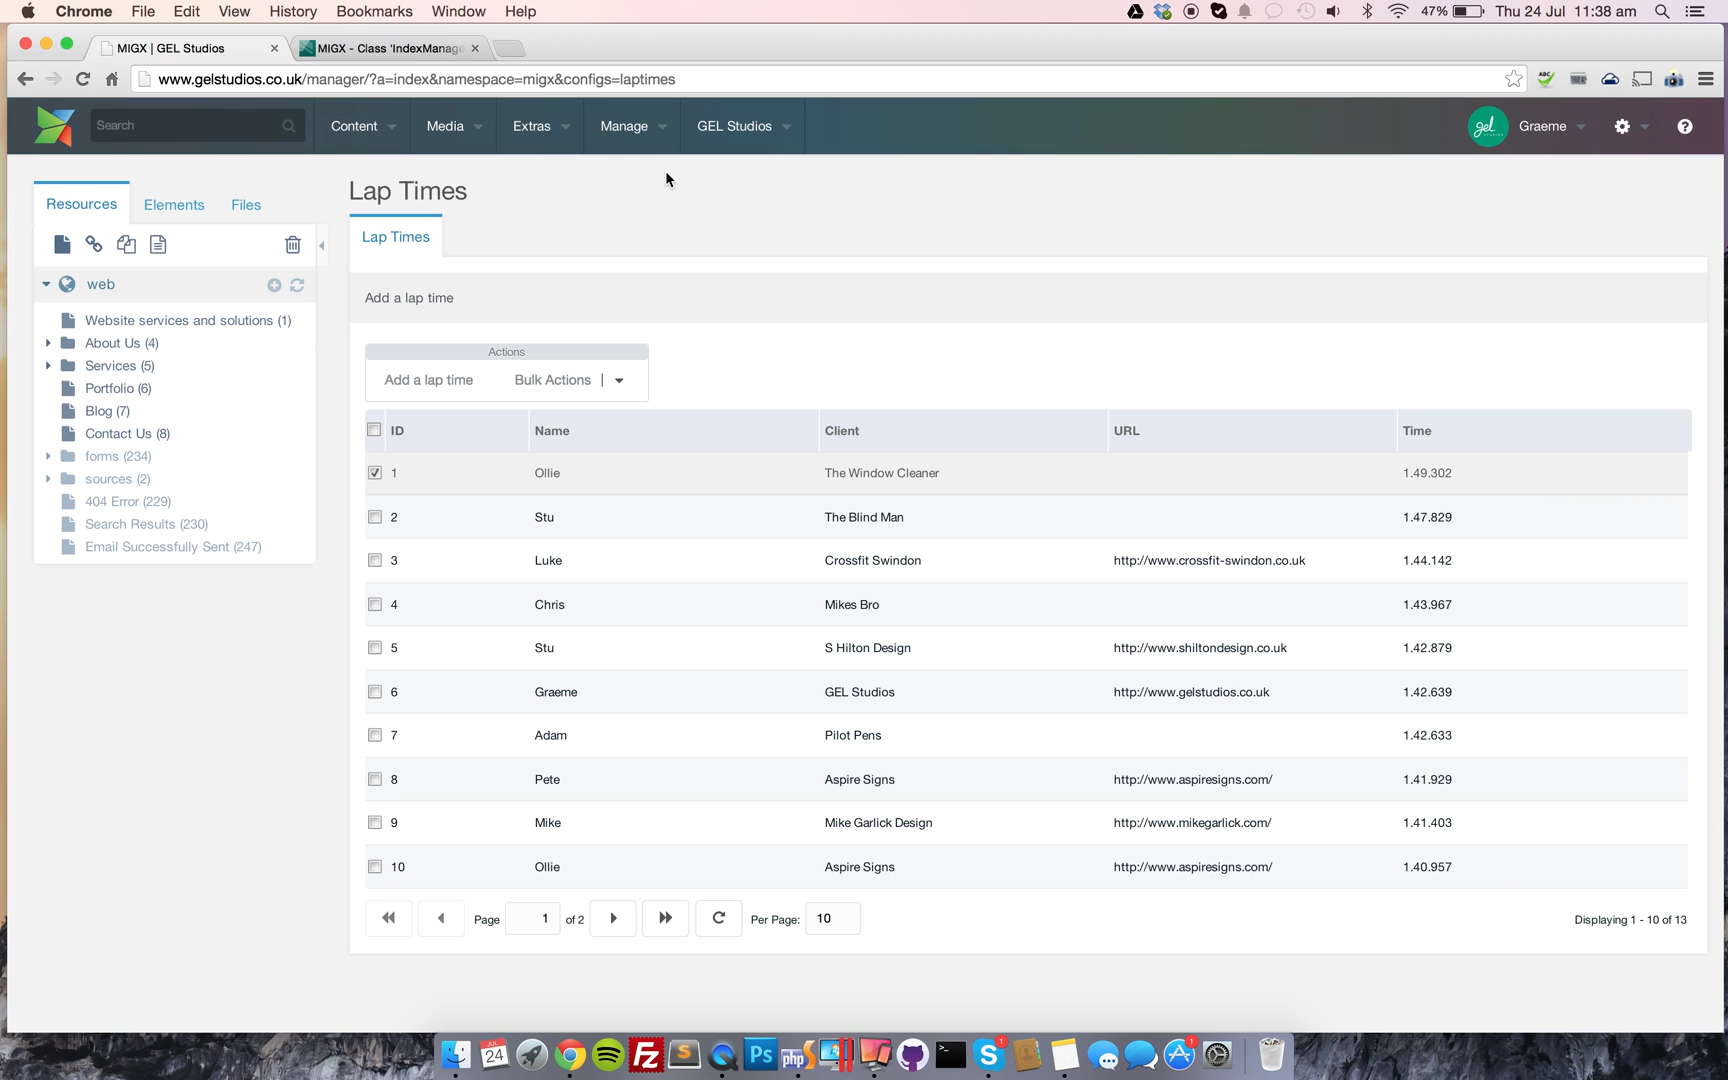 Chrome File Edit View History Bookmarks Window Help 47% Thu 24 Jul 11:38 am
MIGX | GEL Studios MIGX - Class 'IndexManage
www.gelstudios.co.uk/manager/?a=index&namespace=migx&configs=laptimes
Search Content Media Extras Manage GEL Studios gel Graeme
Resources Elements Files
Lap Times
Lap Times
web
Add a lap time
Website services and solutions (1)
About Us (4)
Services (5)
Portfolio (6)
Blog (7)
Contact Us (8)
forms (234)
sources (2)
404 Error (229)
Search Results (230)
Email Successfully Sent (247)
Actions
Add a lap time Bulk Actions
ID Name Client URL Time
1 Ollie The Window Cleaner 1.49.302
2 Stu The Blind Man 1.47.829
3 Luke Crossfit Swindon http://www.crossfit-swindon.co.uk 1.44.142
4 Chris Mikes Bro 1.43.967
5 Stu S Hilton Design http://www.shiltondesign.co.uk 1.42.879
6 Graeme GEL Studios http://www.gelstudios.co.uk 1.42.639
7 Adam Pilot Pens 1.42.633
8 Pete Aspire Signs http://www.aspiresigns.com/ 1.41.929
9 Mike Mike Garlick Design http://www.mikegarlick.com/ 1.41.403
10 Ollie Aspire Signs http://www.aspiresigns.com/ 1.40.957
Page 1 of 2 Per Page: 10 Displaying 1 - 10 of 13
JUL 24 Fz S Ps php S 1 1